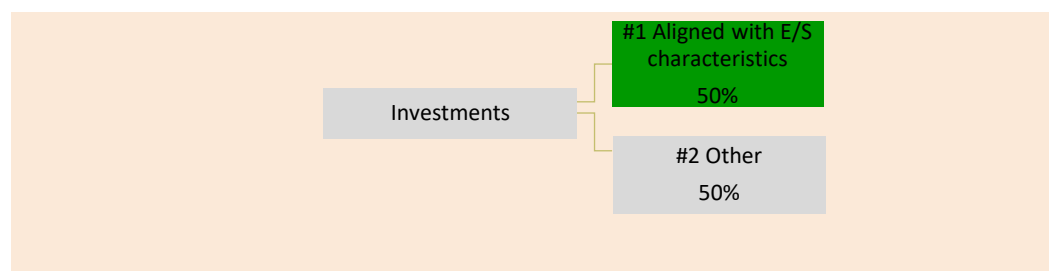 #1 Aligned with E/S
characteristics
50%
Investments
#2 Other
50%